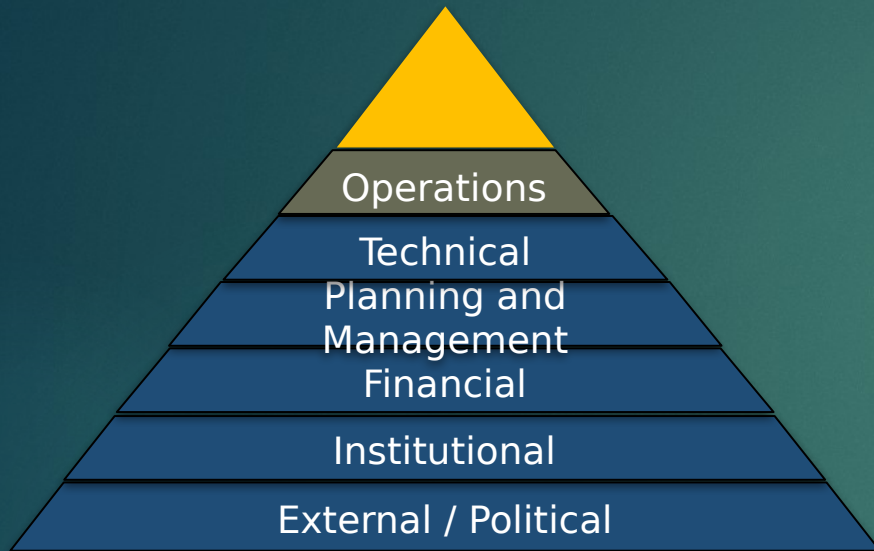 Operations
Technical
Planning and
Management
Financial
Institutional
External / Political